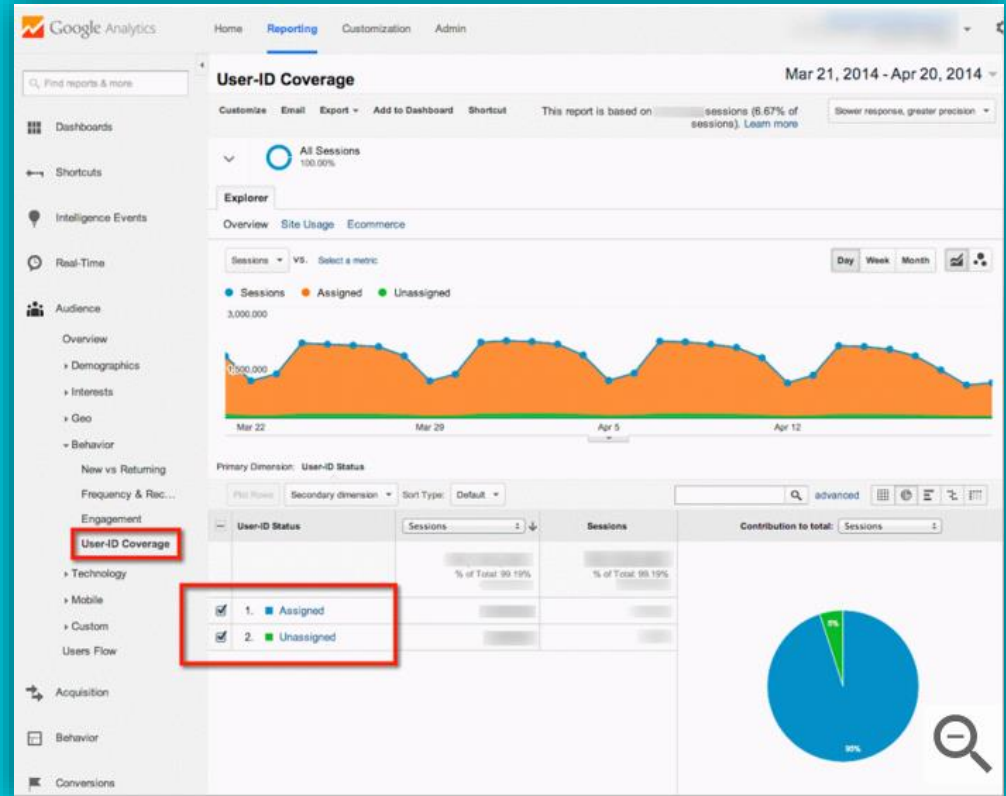 Google Analytics
Home Reporting Customization Admin
Find reports & more
Dashboards
Shortcuts
Intelligence Events
Real-Time
Audience
Overview
Demographics
Interests
Geo
Behavior
New vs Returning
Frequency & Rec...
Engagement
User-ID Coverage
Technology
Mobile
Custom
Users Flow
Acquisition
Behavior
Conversions
User-ID Coverage
Mar 21, 2014 - Apr 20, 2014
Customize Email Export Add to Dashboard Shortcut
This report is based on sessions (6.67% of
sessions). Learn more
Slower response, greater precision
All Sessions
100.00%
Explorer
Overview Site Usage Ecommerce
Sessions VS. Select a metric
Day Week Month
Sessions Assigned Unassigned
3,000,000
1,500,000
Mar 22 Mar 29 Apr 5 Apr 12
Primary Dimension: User-ID Status
Plot Rows Secondary dimension Sort Type: Default
advanced
User-ID Status Sessions Sessions Contribution to total: Sessions
% of Total: 99.19% % of Total: 99.19%
1. Assigned
2. Unassigned
5%
95%